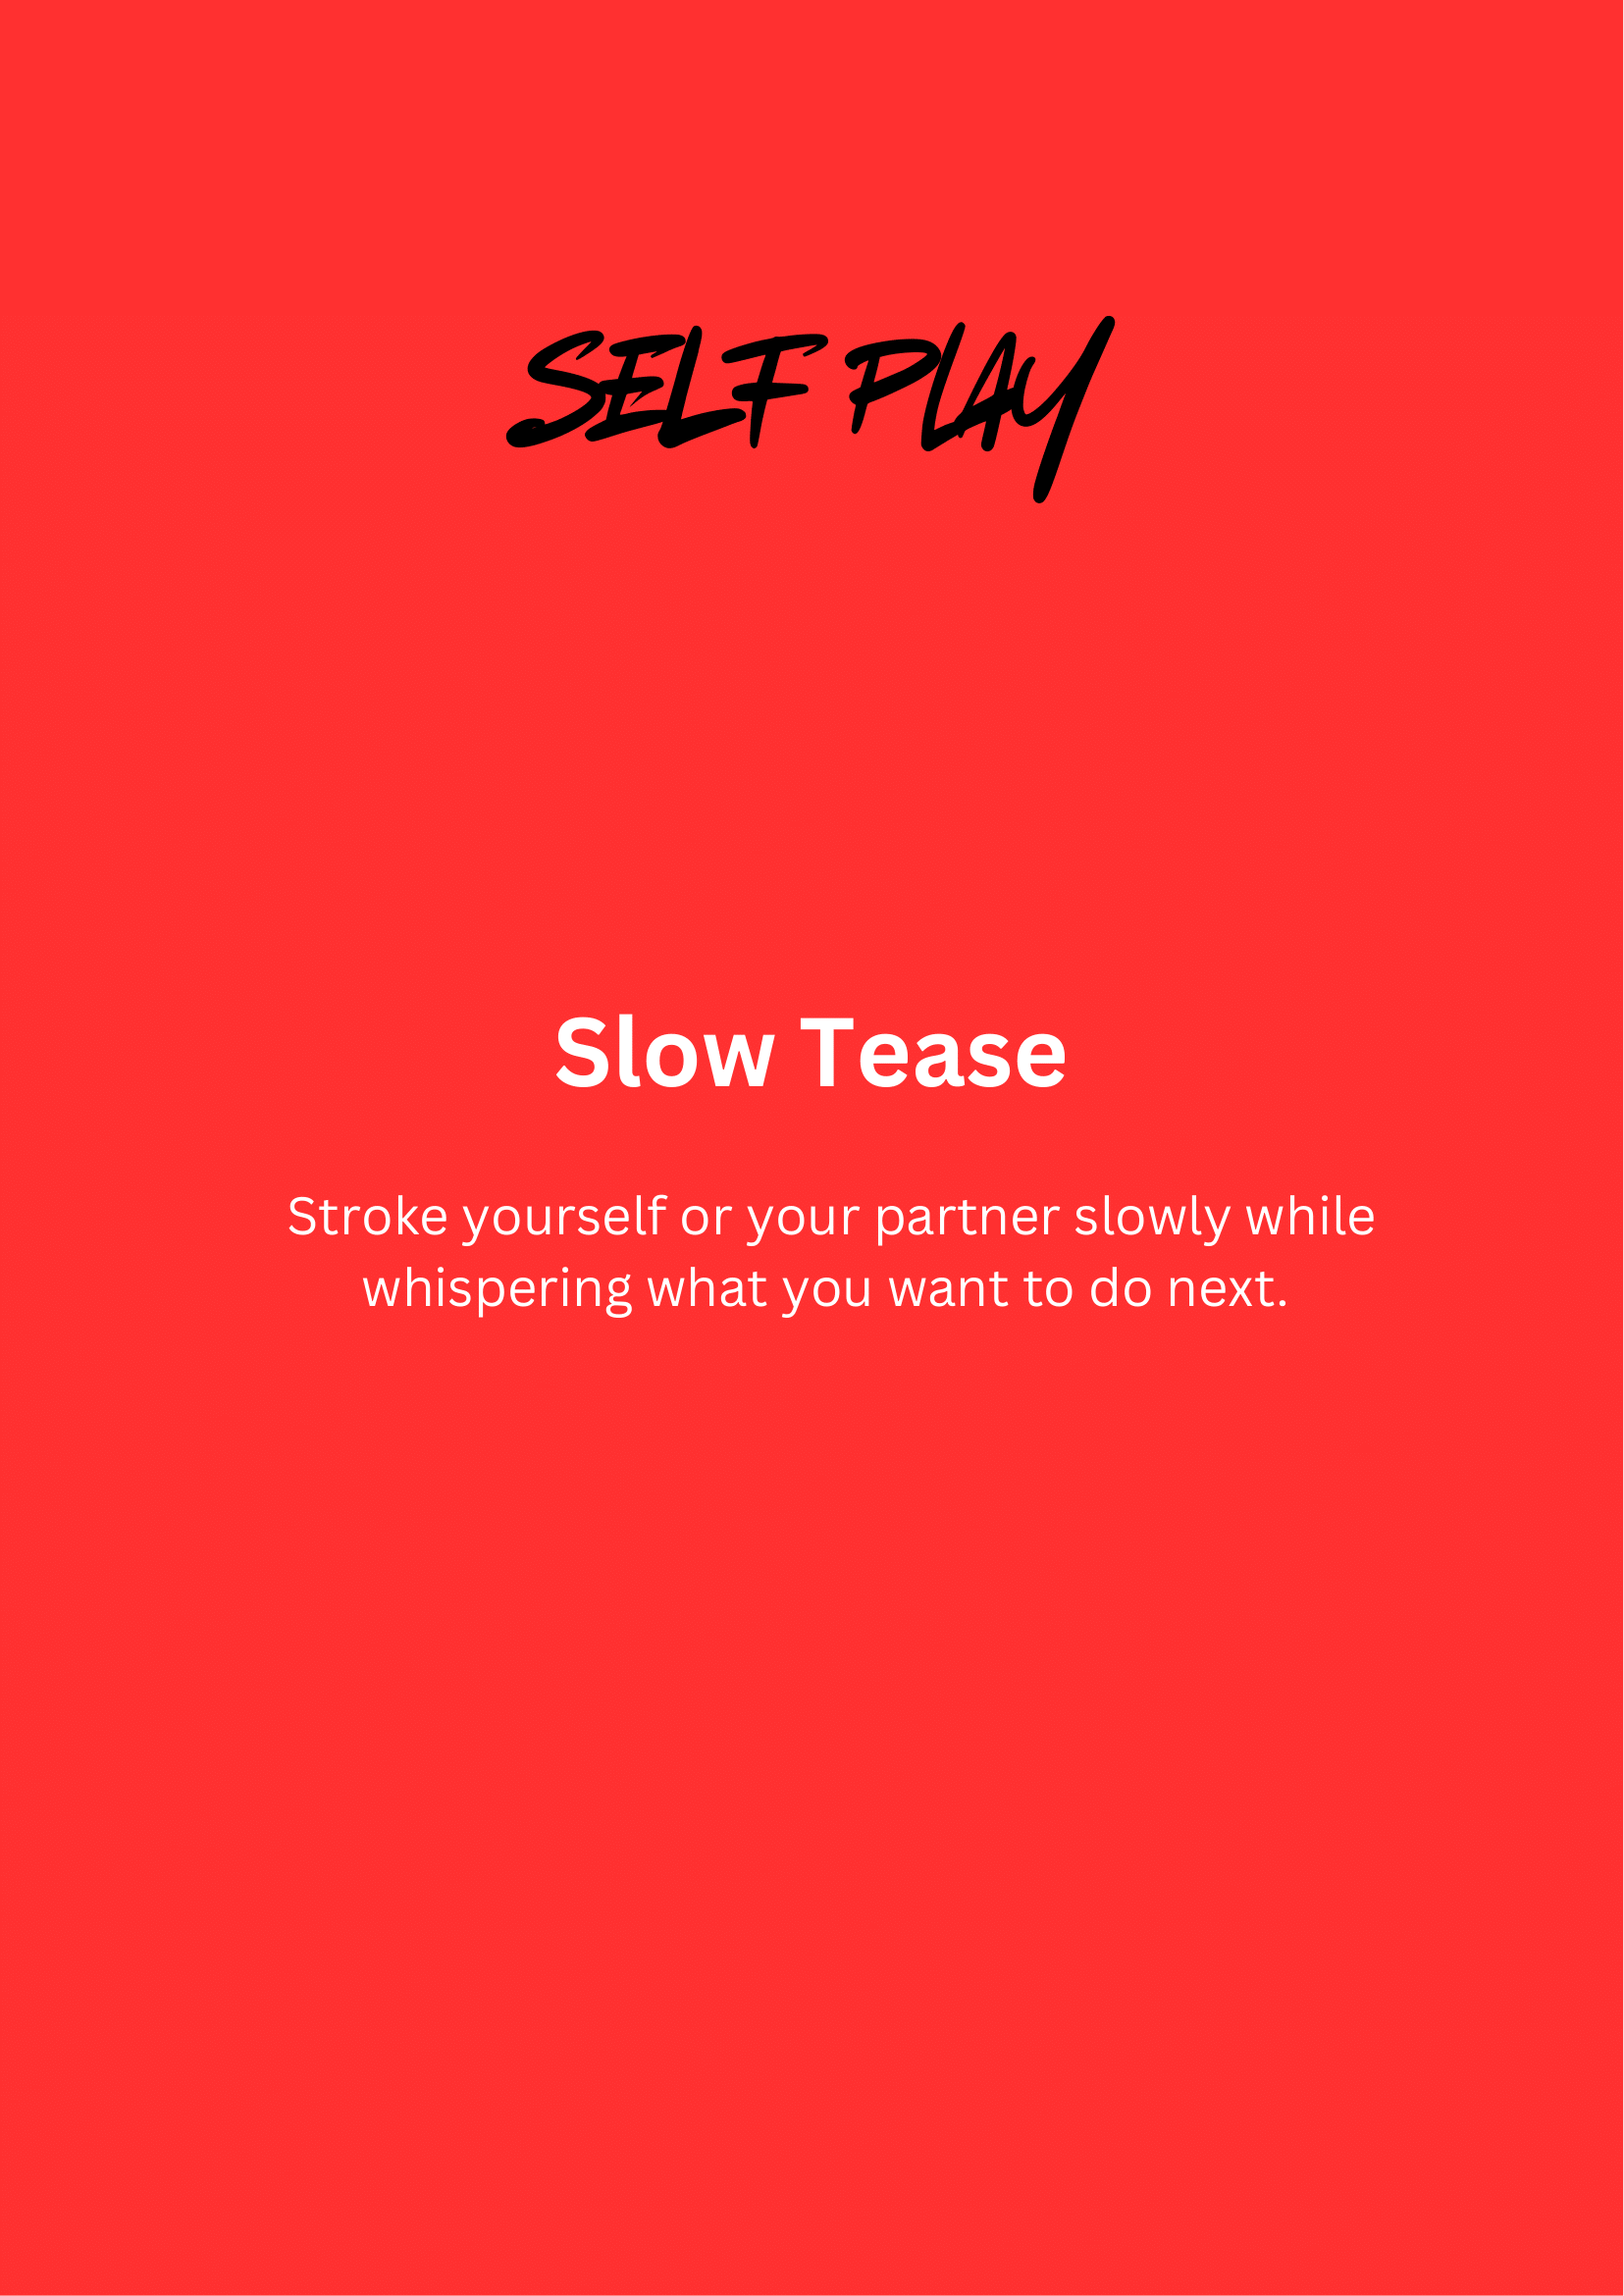 SELF PLAY
Slow Tease
Stroke yourself or your partner slowly while
whispering what you want to do next.